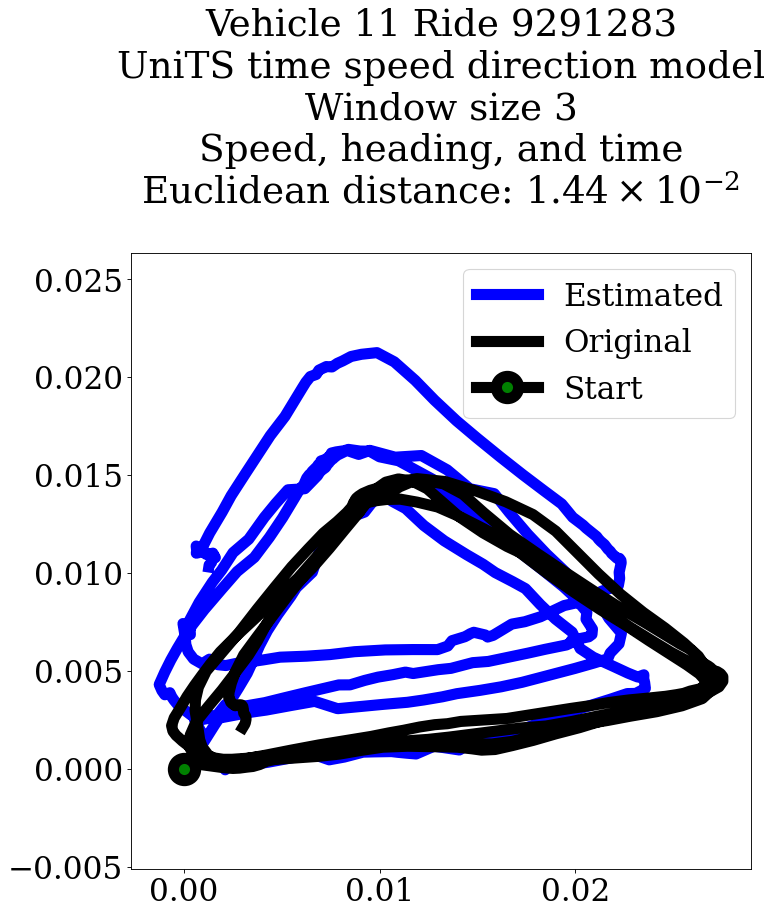 Vehicle 11 Ride 9291283
UniTS time speed direction model
Window size 3
Speed, heading, and time
Euclidean distance: 1.44 × 10⁻²
0.025
Estimated
Original
Start
0.020
0.015
0.010
0.005
0.000
−0.005
0.00 0.01 0.02